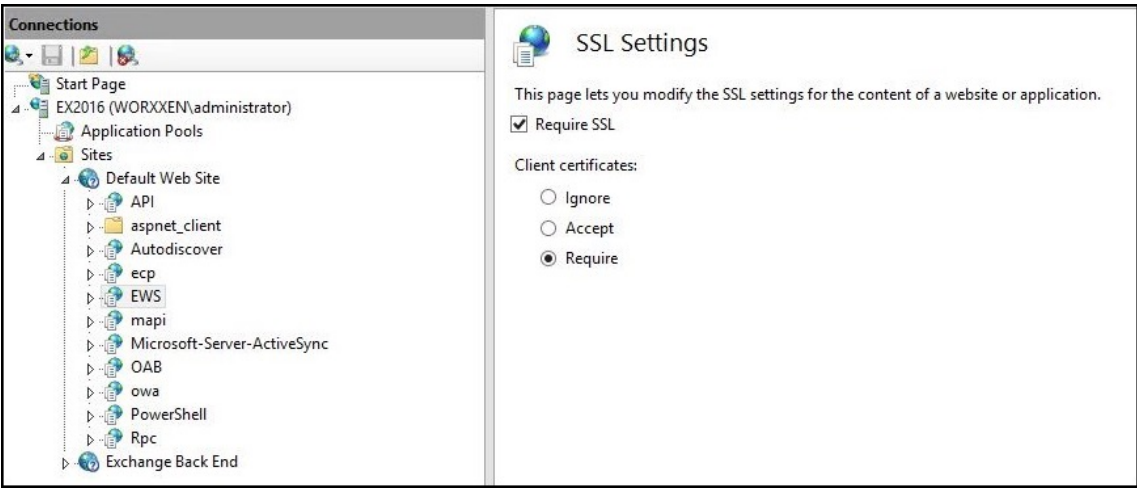 Connections
Start Page
EX2016 (WORXXEN\administrator)
Application Pools
Sites
Default Web Site
API
aspnet_client
Autodiscover
ecp
EWS
mapi
Microsoft-Server-ActiveSync
OAB
owa
PowerShell
Rpc
Exchange Back End
SSL Settings
This page lets you modify the SSL settings for the content of a website or application.
Require SSL
Client certificates:
Ignore
Accept
Require